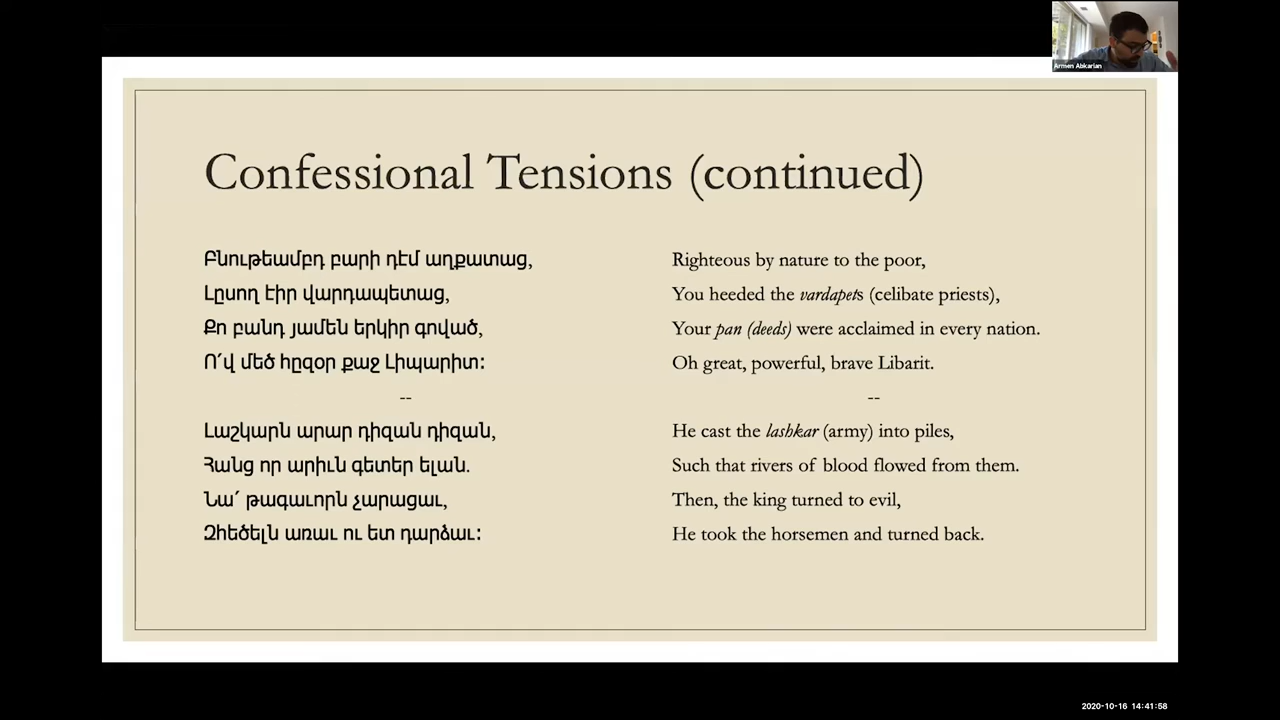 Armen Abkarian
Confessional Tensions (continued)
Բնութեամբդ բարի դէմ աղքատաց,
Լըսող էիր վարդապետաց,
Քո բանդ յամեն երկիր գոված,
Ո՛վ մեծ հըզօր քաջ Լիպարիտ:
--
Լաշկարն արար դիզան դիզան,
Հանց որ արիւն գետեր ելան.
Նա՛ թագաւորն չարացաւ,
Զհեծելն առաւ ու ետ դարձաւ:
Righteous by nature to the poor,
You heeded the vardapets (celibate priests),
Your pan (deeds) were acclaimed in every nation.
Oh great, powerful, brave Libarit.
--
He cast the lashkar (army) into piles,
Such that rivers of blood flowed from them.
Then, the king turned to evil,
He took the horsemen and turned back.
2020-10-16 14:41:58